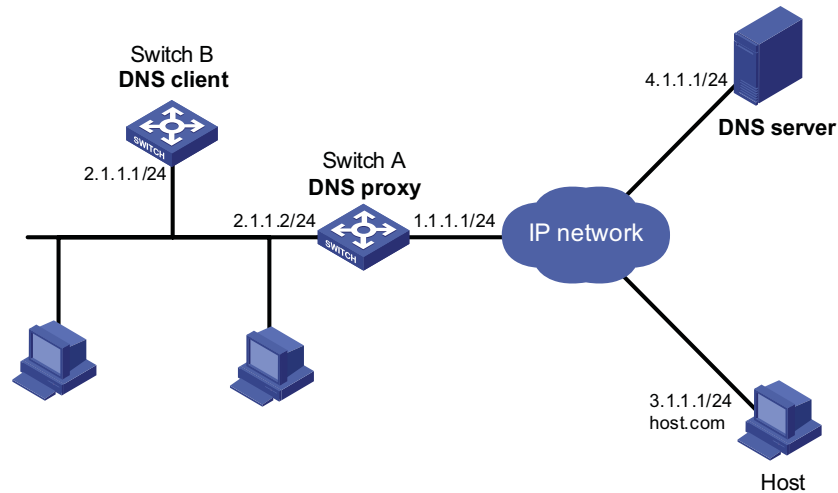 Switch B
DNS client
SWITCH
2.1.1.1/24
Switch A
DNS proxy
2.1.1.2/24
SWITCH
1.1.1.1/24
IP network
4.1.1.1/24
DNS server
3.1.1.1/24
host.com
Host